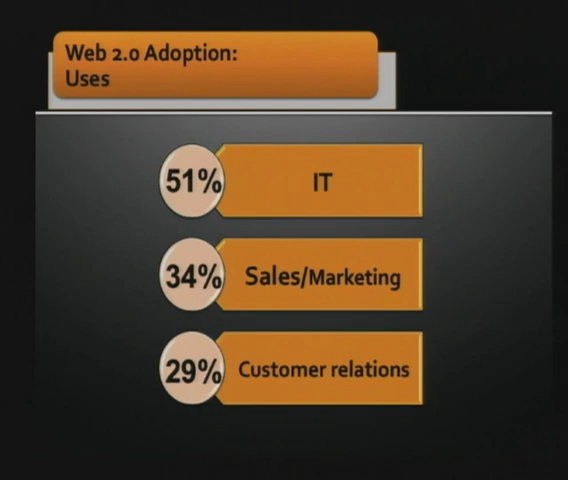 Web 2.0 Adoption:
Uses
51% IT
34% Sales/Marketing
29% Customer relations